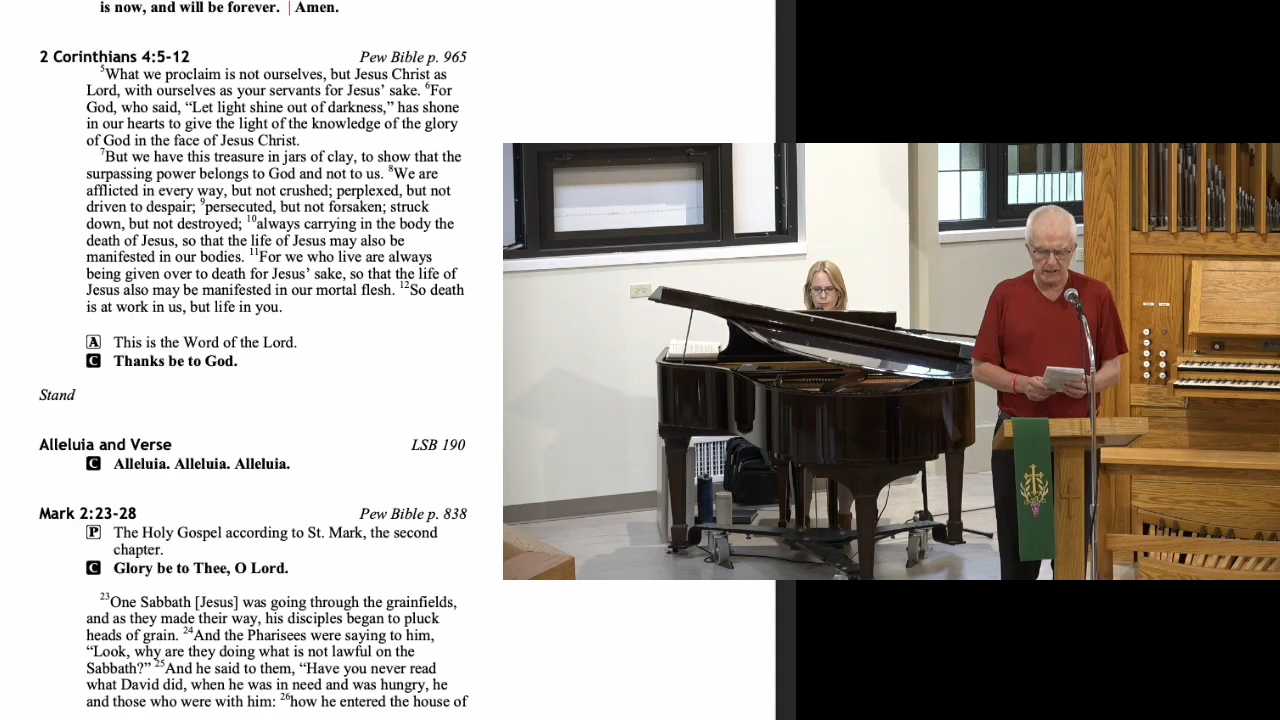 is now, and will be forever. | Amen.
2 Corinthians 4:5-12 Pew Bible p. 965
5What we proclaim is not ourselves, but Jesus Christ as
Lord, with ourselves as your servants for Jesus’ sake. 6For
God, who said, “Let light shine out of darkness,” has shone
in our hearts to give the light of the knowledge of the glory
of God in the face of Jesus Christ.
7But we have this treasure in jars of clay, to show that the
surpassing power belongs to God and not to us. 8We are
afflicted in every way, but not crushed; perplexed, but not
driven to despair; 9persecuted, but not forsaken; struck
down, but not destroyed; 10always carrying in the body the
death of Jesus, so that the life of Jesus may also be
manifested in our bodies. 11For we who live are always
being given over to death for Jesus’ sake, so that the life of
Jesus also may be manifested in our mortal flesh. 12So death
is at work in us, but life in you.
A This is the Word of the Lord.
C Thanks be to God.
Stand
Alleluia and Verse LSB 190
C Alleluia. Alleluia. Alleluia.
Mark 2:23-28 Pew Bible p. 838
P The Holy Gospel according to St. Mark, the second
chapter.
C Glory be to Thee, O Lord.
23One Sabbath [Jesus] was going through the grainfields,
and as they made their way, his disciples began to pluck
heads of grain. 24And the Pharisees were saying to him,
“Look, why are they doing what is not lawful on the
Sabbath?” 25And he said to them, “Have you never read
what David did, when he was in need and was hungry, he
and those who were with him: 26how he entered the house of